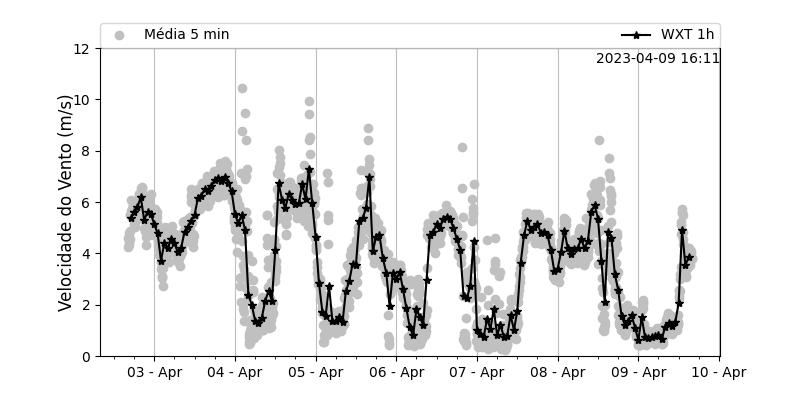 Média 5 min
WXT 1h
2023-04-09 16:11
Velocidade do Vento (m/s)
12
10
8
6
4
2
0
03 - Apr
04 - Apr
05 - Apr
06 - Apr
07 - Apr
08 - Apr
09 - Apr
10 - Apr